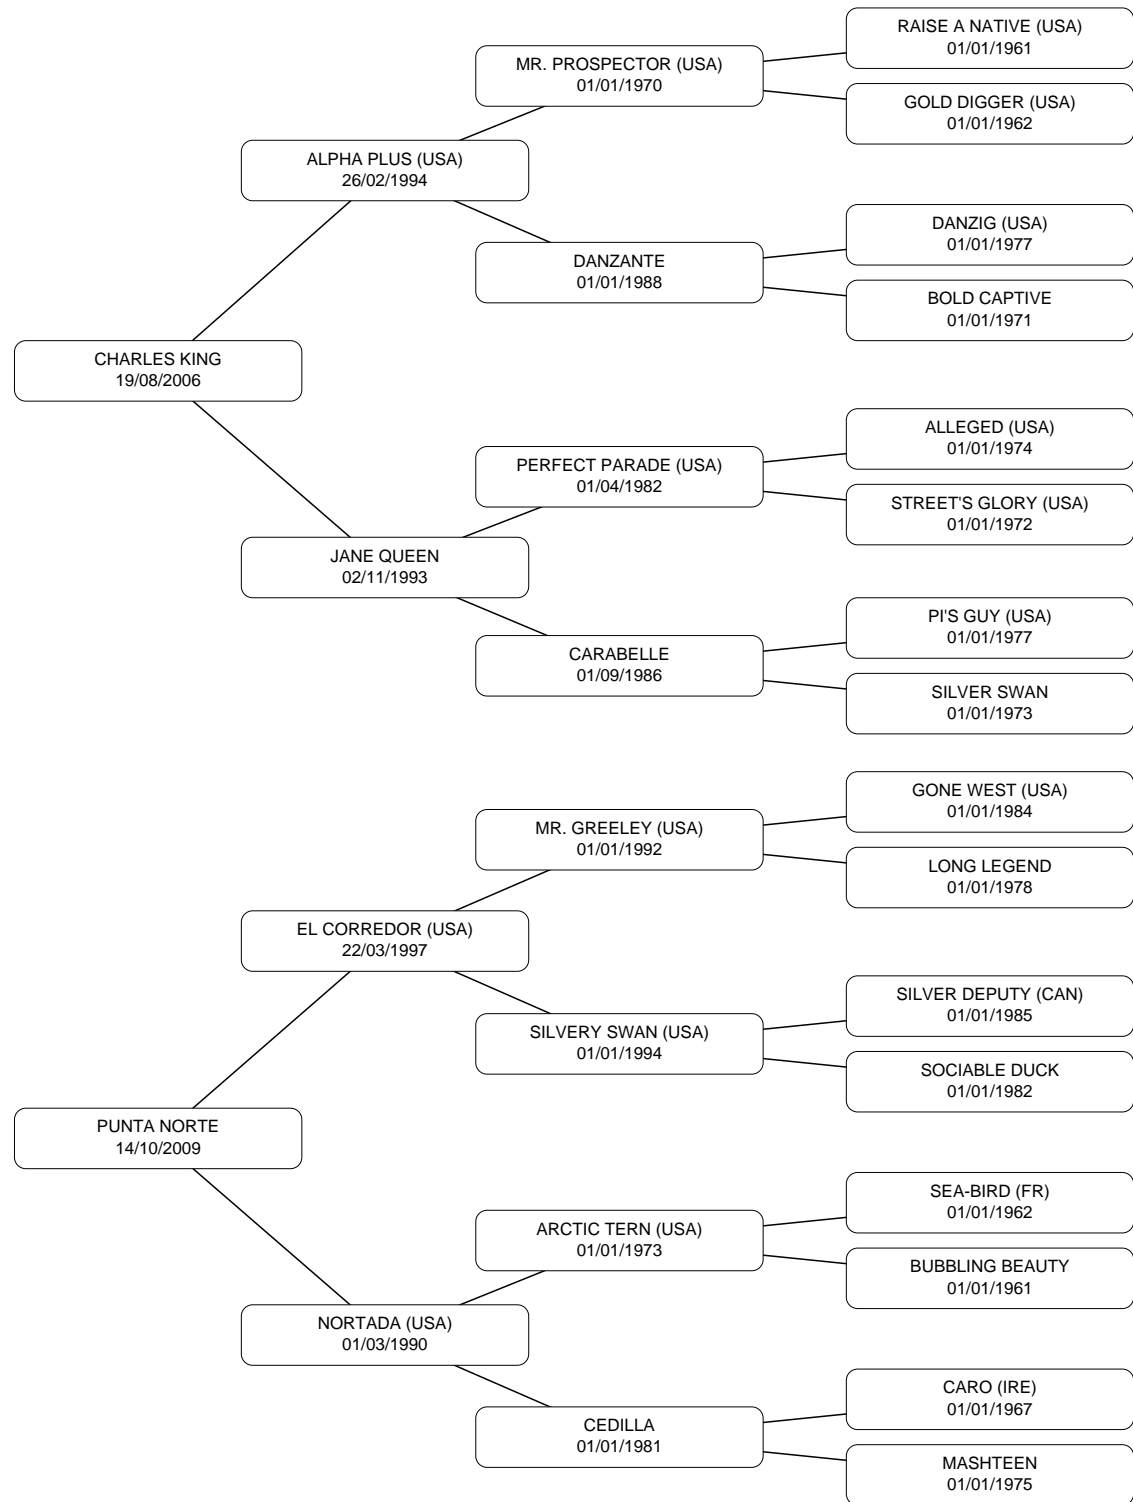 RAISE A NATIVE (USA)
01/01/1961
MR. PROSPECTOR (USA)
01/01/1970
GOLD DIGGER (USA)
01/01/1962
ALPHA PLUS (USA)
26/02/1994
DANZIG (USA)
01/01/1977
DANZANTE
01/01/1988
BOLD CAPTIVE
01/01/1971
CHARLES KING
19/08/2006
ALLEGED (USA)
01/01/1974
PERFECT PARADE (USA)
01/04/1982
STREET'S GLORY (USA)
01/01/1972
JANE QUEEN
02/11/1993
PI'S GUY (USA)
01/01/1977
CARABELLE
01/09/1986
SILVER SWAN
01/01/1973
GONE WEST (USA)
01/01/1984
MR. GREELEY (USA)
01/01/1992
LONG LEGEND
01/01/1978
EL CORREDOR (USA)
22/03/1997
SILVER DEPUTY (CAN)
01/01/1985
SILVERY SWAN (USA)
01/01/1994
SOCIABLE DUCK
01/01/1982
PUNTA NORTE
14/10/2009
SEA-BIRD (FR)
01/01/1962
ARCTIC TERN (USA)
01/01/1973
BUBBLING BEAUTY
01/01/1961
NORTADA (USA)
01/03/1990
CARO (IRE)
01/01/1967
CEDILLA
01/01/1981
MASHTEEN
01/01/1975